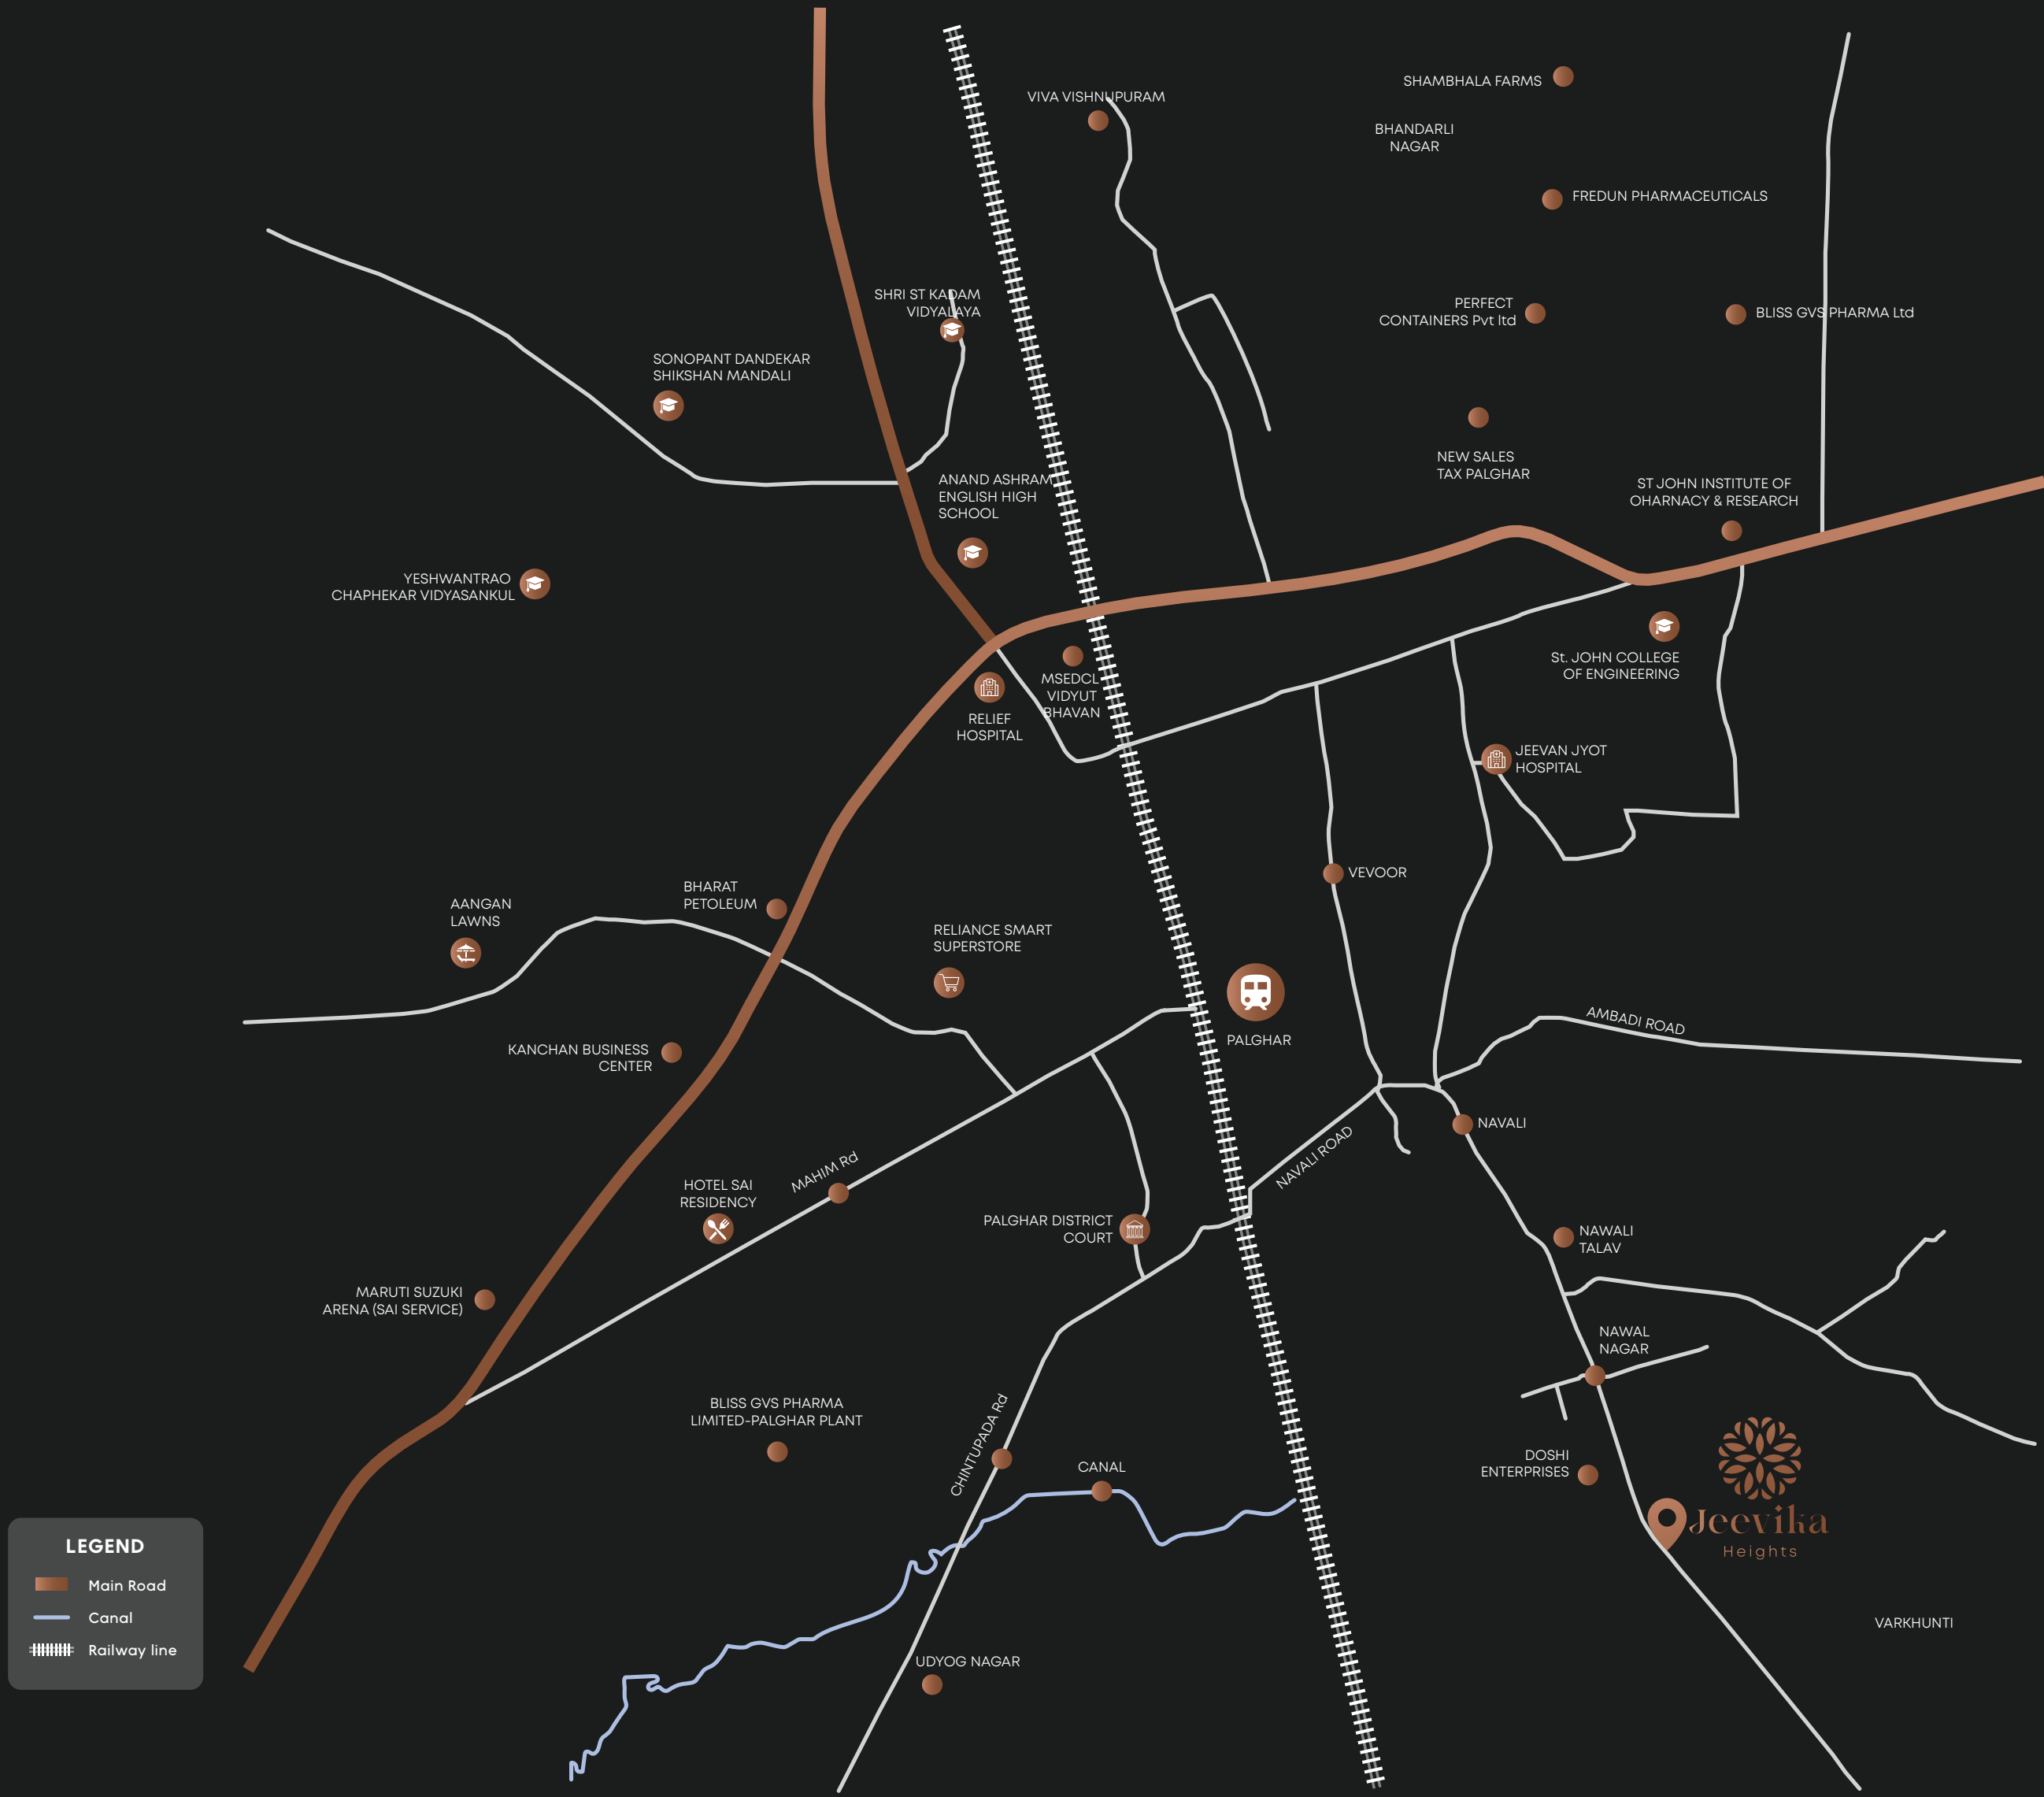 SHAMBHALA FARMS
VIVA VISHNUPURAM
BHANDARLI
NAGAR
FREDUN PHARMACEUTICALS
SHRI ST KADAM
VIDYALAYA
PERFECT
CONTAINERS Pvt ltd
BLISS GVS PHARMA Ltd
SONOPANT DANDEKAR
SHIKSHAN MANDALI
NEW SALES
TAX PALGHAR
ANAND ASHRAM
ENGLISH HIGH
SCHOOL
ST JOHN INSTITUTE OF
OHARNACY & RESEARCH
YESHWANTRAO
CHAPHEKAR VIDYASANKUL
MSEDCL
VIDYUT
BHAVAN
St. JOHN COLLEGE
OF ENGINEERING
RELIEF
HOSPITAL
JEEVAN JYOT
HOSPITAL
VEVOOR
BHARAT
PETOLEUM
AANGAN
LAWNS
RELIANCE SMART
SUPERSTORE
AMBADI ROAD
PALGHAR
KANCHAN BUSINESS
CENTER
NAVALI
NAVALI ROAD
MAHIM Rd
HOTEL SAI
RESIDENCY
PALGHAR DISTRICT
COURT
NAWALI
TALAV
MARUTI SUZUKI
ARENA (SAI SERVICE)
NAWAL
NAGAR
BLISS GVS PHARMA
LIMITED-PALGHAR PLANT
CHINTUPADA Rd
CANAL
DOSHI
ENTERPRISES
Jeevika
Heights
LEGEND
Main Road
Canal
Railway line
VARKHUNTI
UDYOG NAGAR